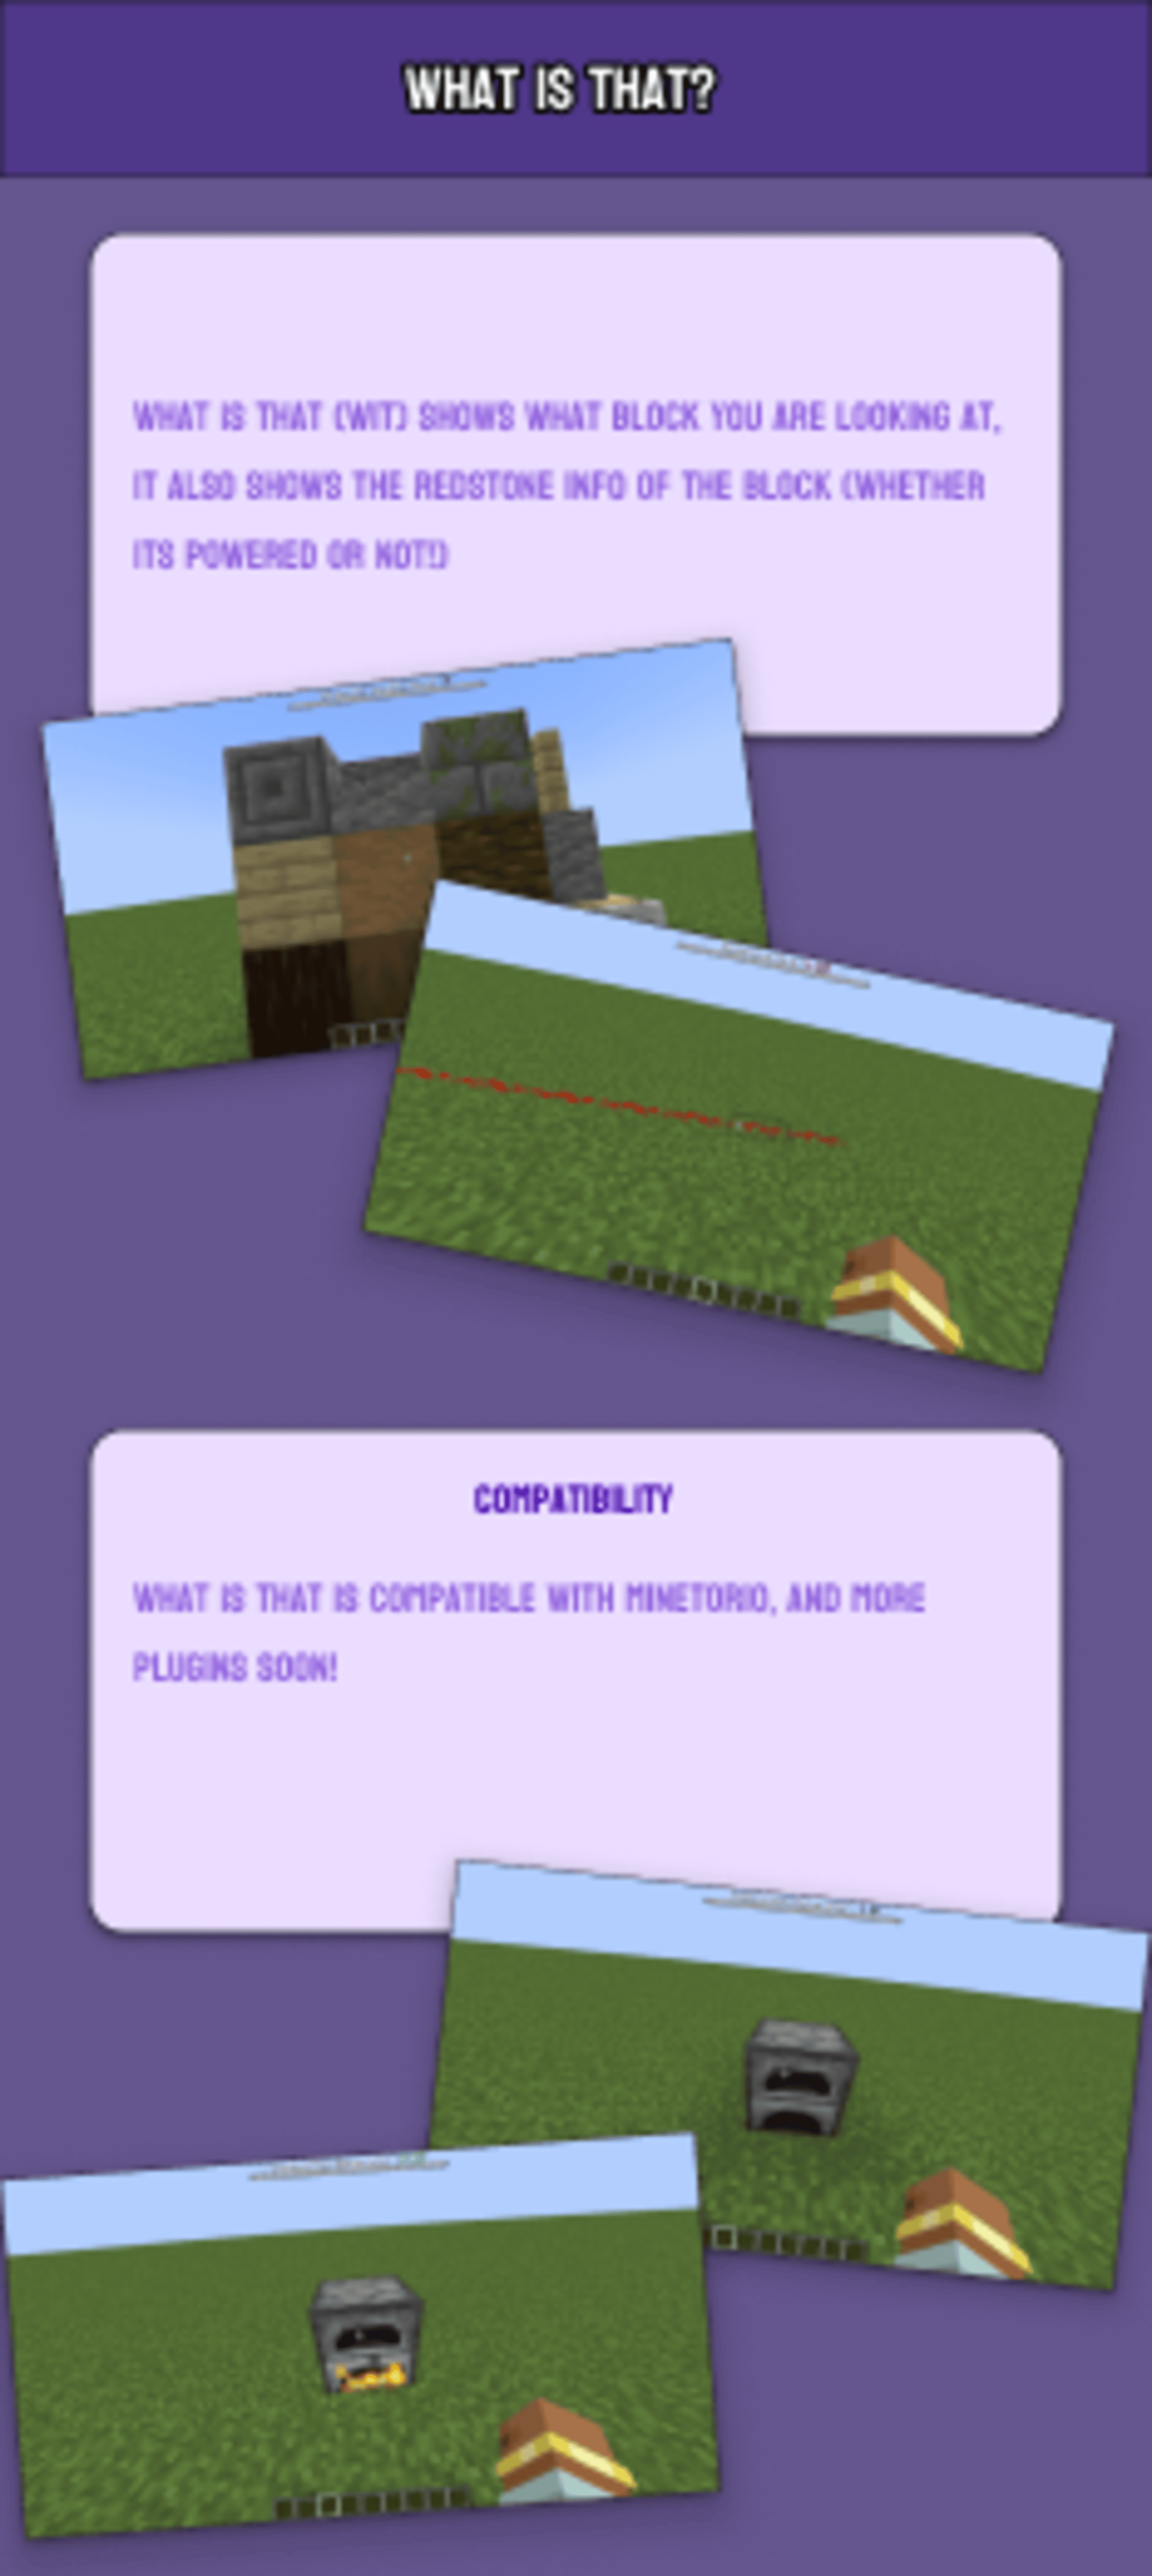 WHAT IS THAT?
WHAT IS THAT (WIT) SHOWS WHAT BLOCK YOU ARE LOOKING AT,
IT ALSO SHOWS THE REDSTONE INFO OF THE BLOCK (WHETHER
ITS POWERED OR NOT!)
COMPATIBILITY
WHAT IS THAT IS COMPATIBLE WITH MINETORIO, AND MORE
PLUGINS SOON!